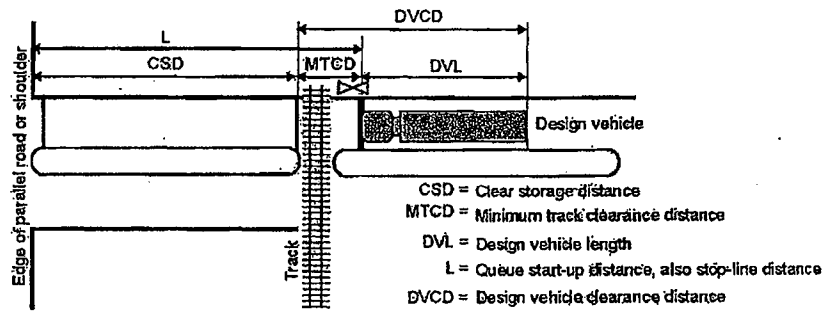 DVCD
L
CSD
MTCD
DVL
Edge of parallel road or shoulder
Design vehicle
Track
CSD = Clear storage distance
MTCD = Minimum track clearance distance
DVL = Design vehicle length
L = Queue start-up distance, also stop-line distance
DVCD = Design vehicle clearance distance